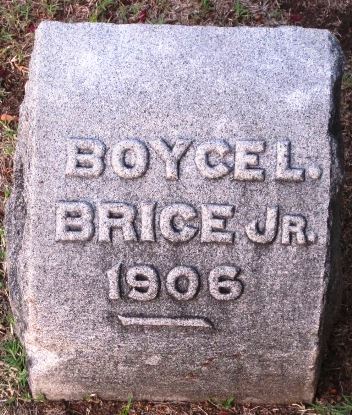 BOYCE L.
BRICE JR.
1906